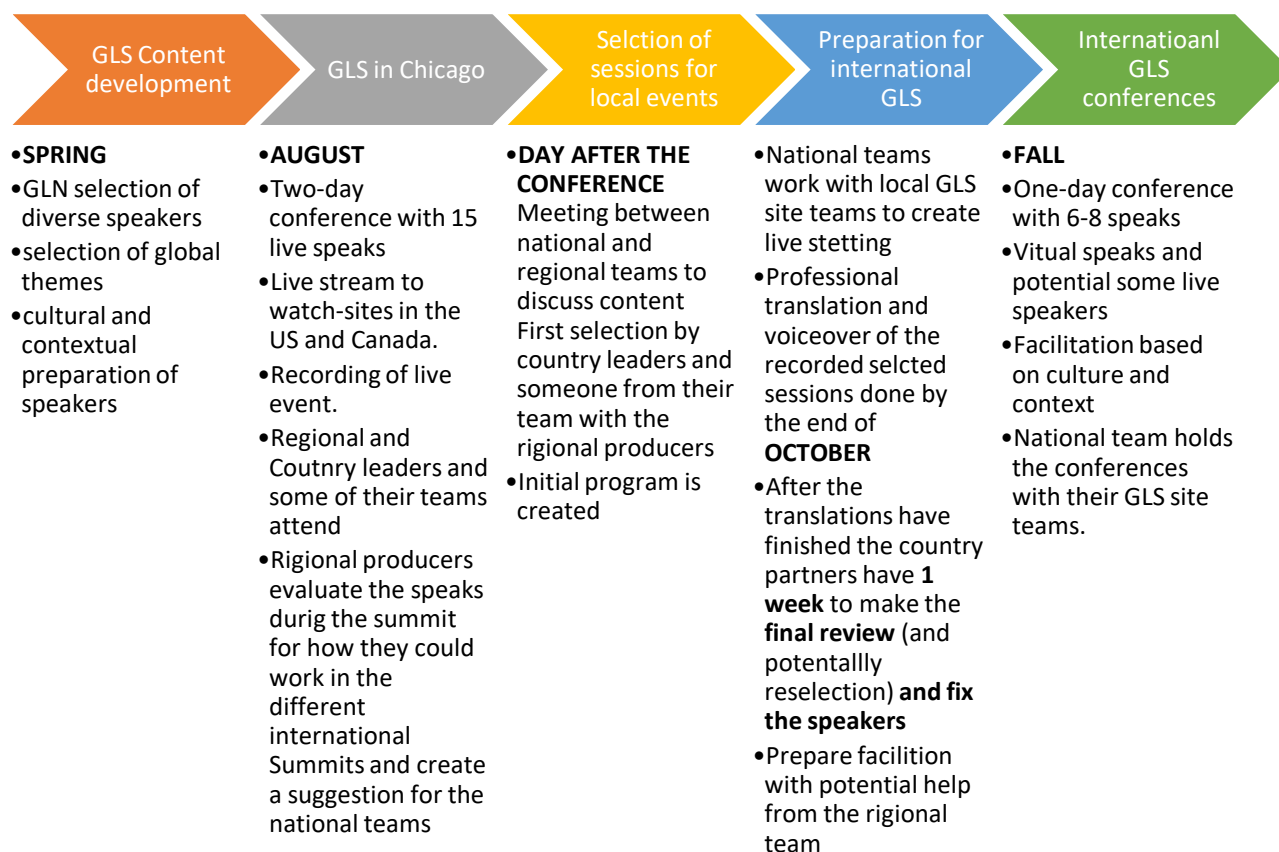 GLS Content
development
GLS in Chicago
Selction of
sessions for
local events
Preparation for
international
GLS
Internatioanl
GLS
conferences
•SPRING
•GLN selection of
diverse speakers
•selection of global
themes
•cultural and
contextual
preparation of
speakers
•AUGUST
•Two-day
conference with 15
live speaks
•Live stream to
watch-sites in the
US and Canada.
•Recording of live
event.
•Regional and
Coutnry leaders and
some of their teams
attend
•Rigional producers
evaluate the speaks
durig the summit
for how they could
work in the
different
international
Summits and create
a suggestion for the
national teams
•DAY AFTER THE
CONFERENCE
Meeting between
national and
regional teams to
discuss content
First selection by
country leaders and
someone from their
team with the
rigional producers
•Initial program is
created
•National teams
work with local GLS
site teams to create
live stetting
•Professional
translation and
voiceover of the
recorded selcted
sessions done by
the end of
OCTOBER
•After the
translations have
finished the country
partners have 1
week to make the
final review (and
potentallly
reselection) and fix
the speakers
•Prepare facilition
with potential help
from the rigional
team
•FALL
•One-day conference
with 6-8 speaks
•Vitual speaks and
potential some live
speakers
•Facilitation based
on culture and
context
•National team holds
the conferences
with their GLS site
teams.